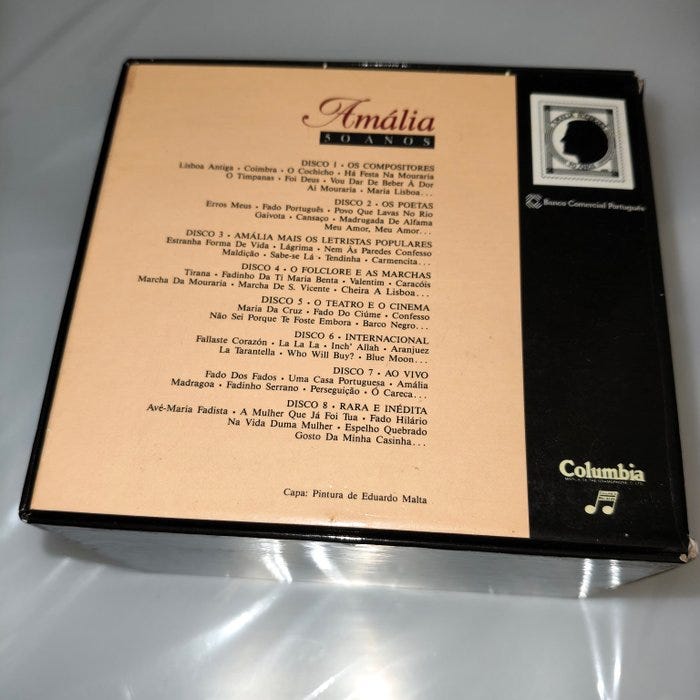 Amália
50 ANOS
DISCO 1 • OS COMPOSITORES
Lisboa Antiga • Coimbra • O Cochicho • Há Festa Na Mouraria
O Timpanas • Foi Deus • Vou Dar De Beber À Dor
Ai Mouraria • Maria Lisboa...
DISCO 2 • OS POETAS
Erros Meus • Fado Português • Povo Que Lavas No Rio
Gaivota • Cansaço • Madrugada De Alfama
Meu Amor, Meu Amor...
DISCO 3 • AMÁLIA MAIS OS LETRISTAS POPULARES
Estranha Forma De Vida • Lágrima • Nem Às Paredes Confesso
Maldição • Sabe-se Lá • Tendinha • Carmencita...
DISCO 4 • O FOLCLORE E AS MARCHAS
Tirana • Fadinho Da Ti Maria Benta • Valentim • Caracóis
Marcha Da Mouraria • Marcha De S. Vicente • Cheira A Lisboa...
DISCO 5 • O TEATRO E O CINEMA
Maria Da Cruz • Fado Do Ciúme • Confesso
Não Sei Porque Te Foste Embora • Barco Negro...
DISCO 6 • INTERNACIONAL
Fallaste Corazón • La La La • Inch' Allah • Aranjuez
La Tarantella • Who Will Buy? • Blue Moon...
DISCO 7 • AO VIVO
Fado Dos Fados • Uma Casa Portuguesa • Amália
Madragoa • Fadinho Serrano • Perseguição • Ó Careca...
DISCO 8 • RARA E INÉDITA
Avé-Maria Fadista • A Mulher Que Já Foi Tua • Fado Hilário
Na Vida Duma Mulher • Espelho Quebrado
Gosto Da Minha Casinha...
Capa: Pintura de Eduardo Malta
AMÁLIA RODRIGUES
50 ANOS
Banco Comercial Português
Columbia